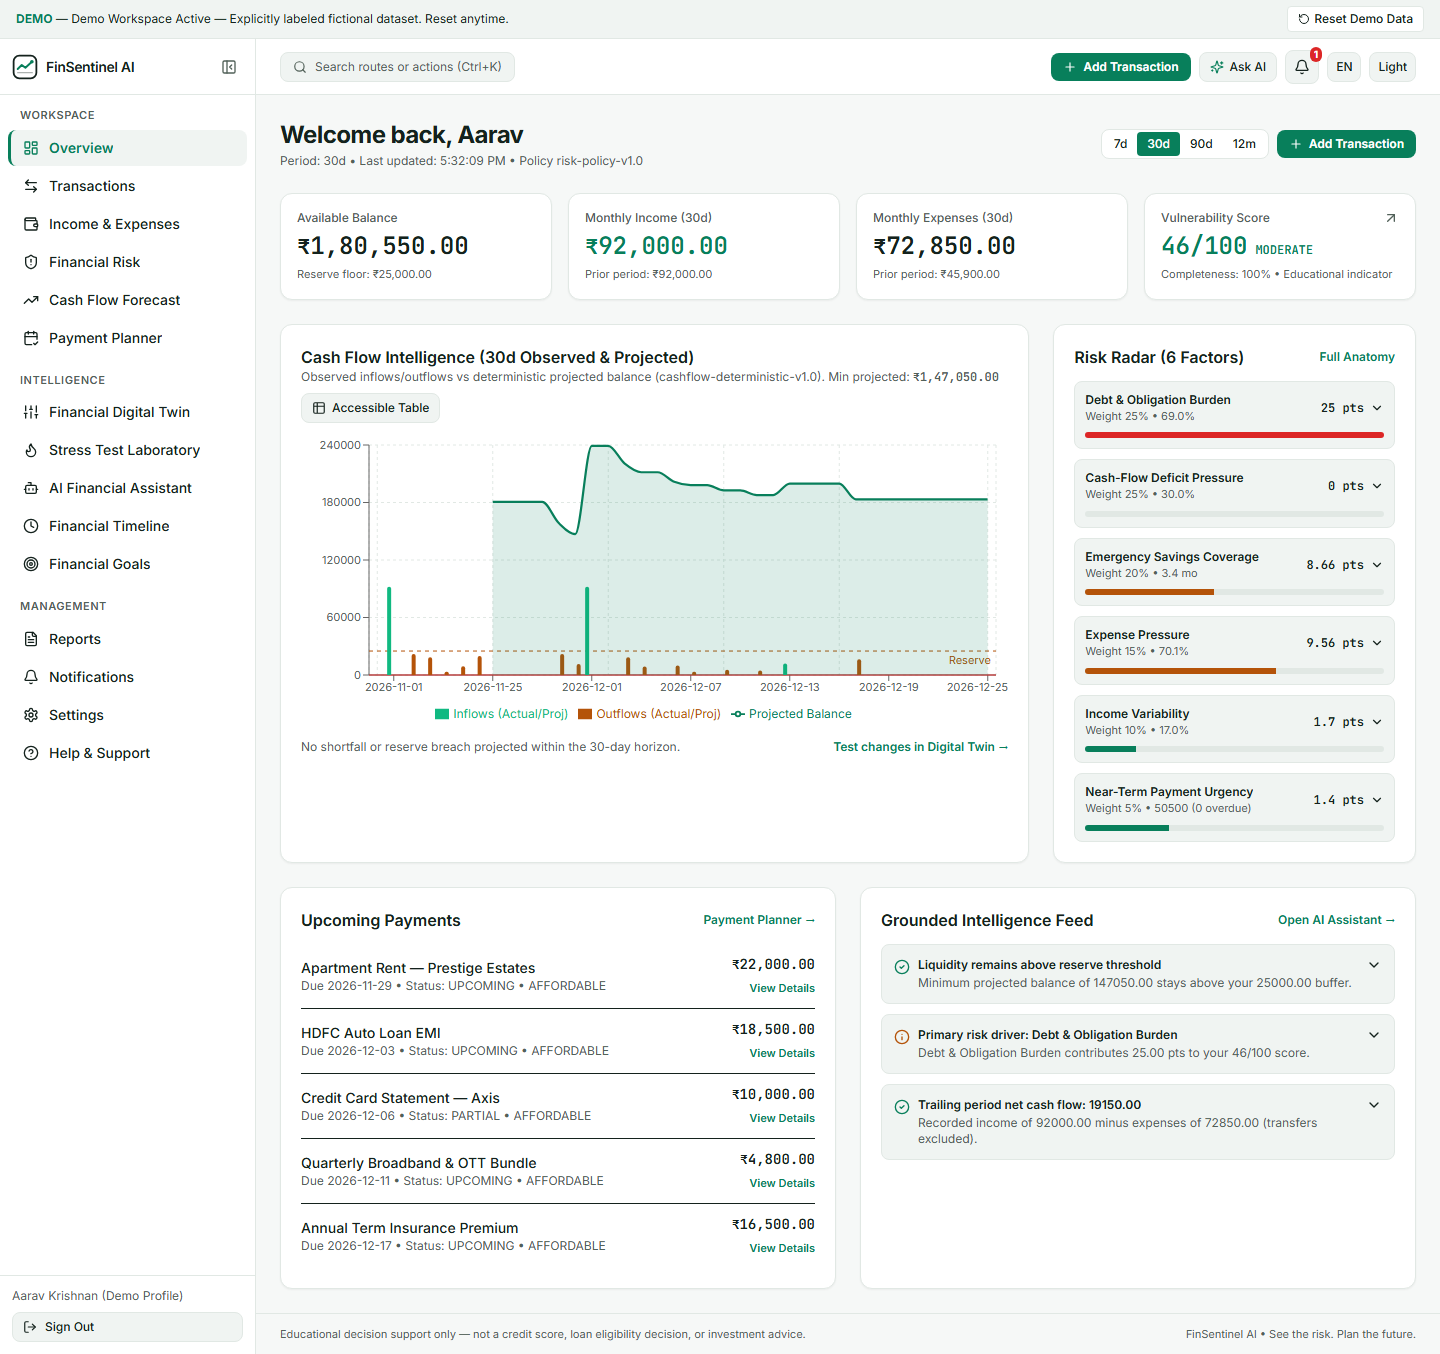 DEMO — Demo Workspace Active — Explicitly labeled fictional dataset. Reset anytime.
Reset Demo Data
FinSentinel AI
Search routes or actions (Ctrl+K)
Add Transaction
Ask AI
1
EN
Light
WORKSPACE
Overview
Transactions
Income & Expenses
Financial Risk
Cash Flow Forecast
Payment Planner
INTELLIGENCE
Financial Digital Twin
Stress Test Laboratory
AI Financial Assistant
Financial Timeline
Financial Goals
MANAGEMENT
Reports
Notifications
Settings
Help & Support
Aarav Krishnan (Demo Profile)
Sign Out
Welcome back, Aarav
Period: 30d • Last updated: 5:32:09 PM • Policy risk-policy-v1.0
7d
30d
90d
12m
Add Transaction
Available Balance
₹1,80,550.00
Reserve floor: ₹25,000.00
Monthly Income (30d)
₹92,000.00
Prior period: ₹92,000.00
Monthly Expenses (30d)
₹72,850.00
Prior period: ₹45,900.00
Vulnerability Score
46/100 MODERATE
Completeness: 100% • Educational indicator
Cash Flow Intelligence (30d Observed & Projected)
Observed inflows/outflows vs deterministic projected balance (cashflow-deterministic-v1.0). Min projected: ₹1,47,050.00
Accessible Table
240000
180000
120000
60000
0
Reserve
2026-11-01
2026-11-25
2026-12-01
2026-12-07
2026-12-13
2026-12-19
2026-12-25
Inflows (Actual/Proj)
Outflows (Actual/Proj)
Projected Balance
No shortfall or reserve breach projected within the 30-day horizon.
Test changes in Digital Twin →
Risk Radar (6 Factors)
Full Anatomy
Debt & Obligation Burden
Weight 25% • 69.0%
25 pts
Cash-Flow Deficit Pressure
Weight 25% • 30.0%
0 pts
Emergency Savings Coverage
Weight 20% • 3.4 mo
8.66 pts
Expense Pressure
Weight 15% • 70.1%
9.56 pts
Income Variability
Weight 10% • 17.0%
1.7 pts
Near-Term Payment Urgency
Weight 5% • 50500 (0 overdue)
1.4 pts
Upcoming Payments
Payment Planner →
Apartment Rent — Prestige Estates
Due 2026-11-29 • Status: UPCOMING • AFFORDABLE
₹22,000.00
View Details
HDFC Auto Loan EMI
Due 2026-12-03 • Status: UPCOMING • AFFORDABLE
₹18,500.00
View Details
Credit Card Statement — Axis
Due 2026-12-06 • Status: PARTIAL • AFFORDABLE
₹10,000.00
View Details
Quarterly Broadband & OTT Bundle
Due 2026-12-11 • Status: UPCOMING • AFFORDABLE
₹4,800.00
View Details
Annual Term Insurance Premium
Due 2026-12-17 • Status: UPCOMING • AFFORDABLE
₹16,500.00
View Details
Grounded Intelligence Feed
Open AI Assistant →
Liquidity remains above reserve threshold
Minimum projected balance of 147050.00 stays above your 25000.00 buffer.
Primary risk driver: Debt & Obligation Burden
Debt & Obligation Burden contributes 25.00 pts to your 46/100 score.
Trailing period net cash flow: 19150.00
Recorded income of 92000.00 minus expenses of 72850.00 (transfers
excluded).
Educational decision support only — not a credit score, loan eligibility decision, or investment advice.
FinSentinel AI • See the risk. Plan the future.